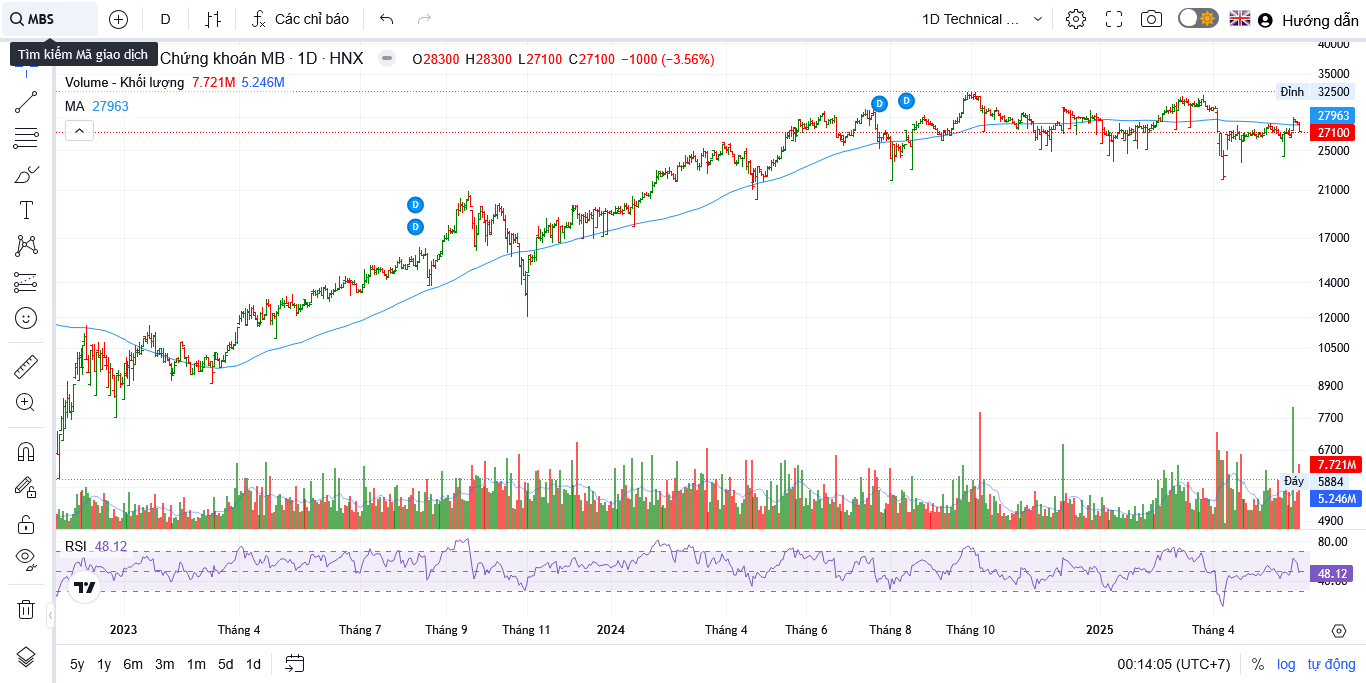 MBS
D
Các chỉ báo
1D Technical ...
Hướng dẫn
Tìm kiếm Mã giao dịch
Chứng khoán MB · 1D · HNX
O28300 H28300 L27100 C27100 −1000 (−3.56%)
Volume - Khối lượng 7.721M 5.246M
MA 27963
40000
35000
Đỉnh 32500
27963
27100
25000
21000
17000
14000
12000
10500
8900
7700
6700
7.721M
Đáy 5884
5.246M
4900
D
D
D
D
RSI 48.12
80.00
48.12
40.00
2023 Tháng 4 Tháng 7 Tháng 9 Tháng 11 2024 Tháng 4 Tháng 6 Tháng 8 Tháng 10 2025 Tháng 4
5y 1y 6m 3m 1m 5d 1d
00:14:05 (UTC+7) % log tự động